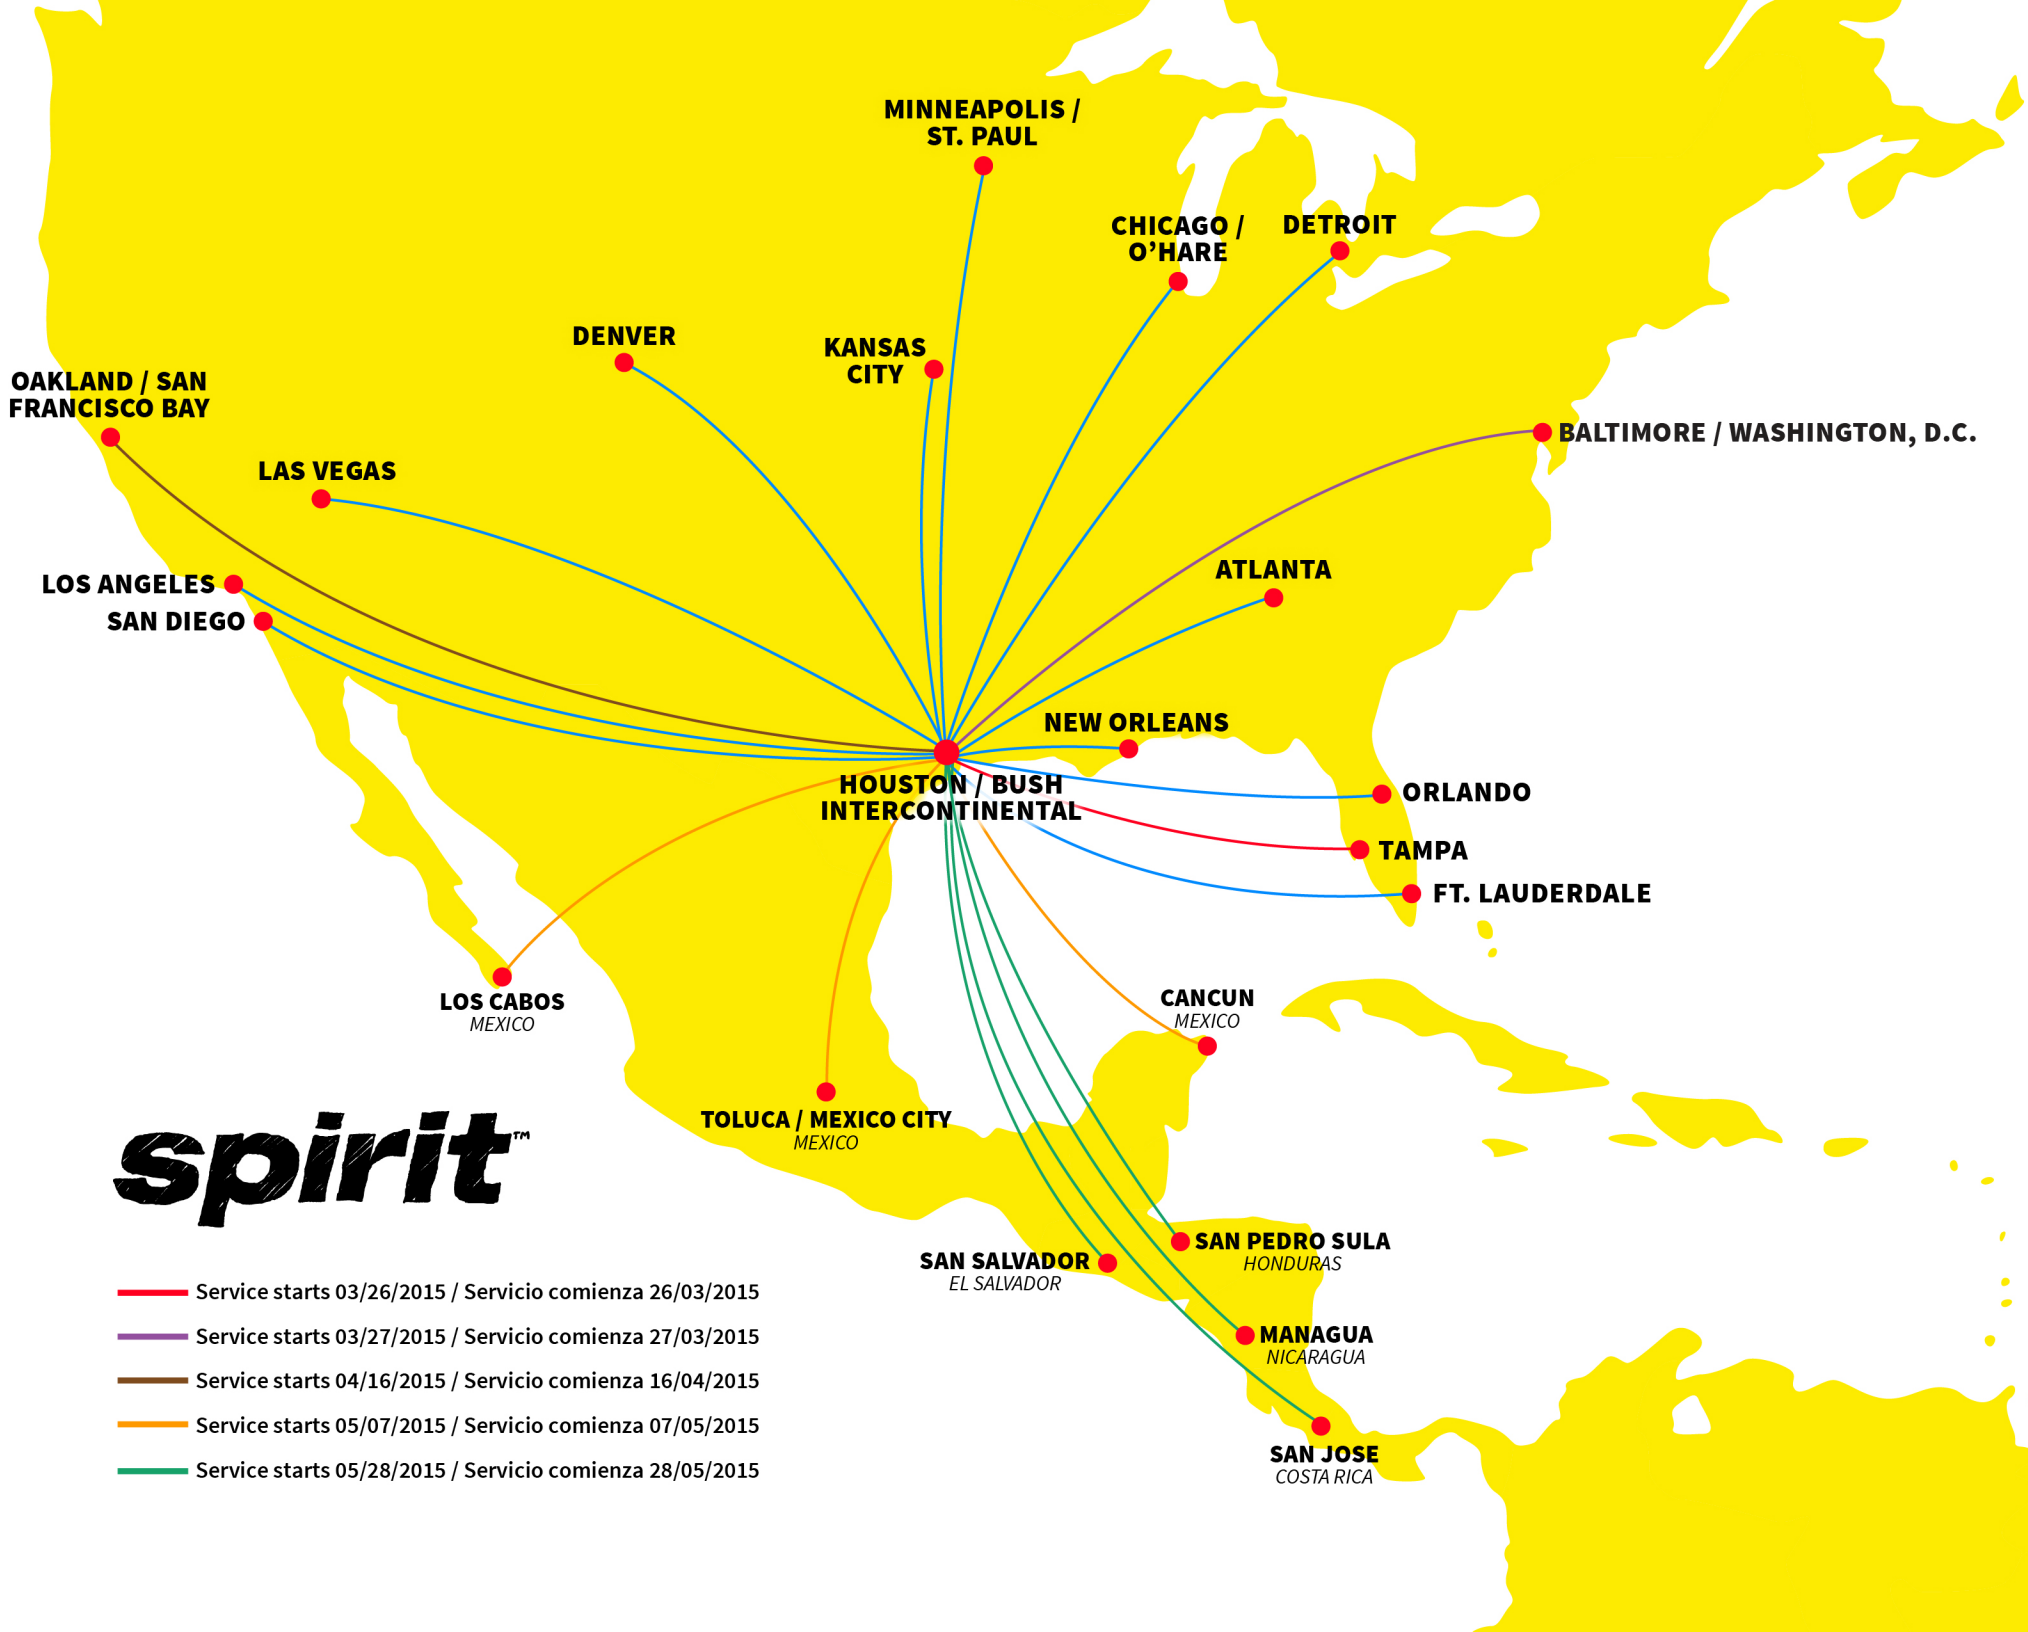 MINNEAPOLIS /
ST. PAUL
CHICAGO /
O’HARE
DETROIT
DENVER
KANSAS
CITY
OAKLAND / SAN
FRANCISCO BAY
BALTIMORE / WASHINGTON, D.C.
LAS VEGAS
ATLANTA
LOS ANGELES
SAN DIEGO
NEW ORLEANS
HOUSTON / BUSH
INTERCONTINENTAL
ORLANDO
TAMPA
FT. LAUDERDALE
LOS CABOS
MEXICO
CANCUN
MEXICO
TOLUCA / MEXICO CITY
MEXICO
spirit™
SAN PEDRO SULA
HONDURAS
SAN SALVADOR
EL SALVADOR
MANAGUA
NICARAGUA
SAN JOSE
COSTA RICA
Service starts 03/26/2015 / Servicio comienza 26/03/2015
Service starts 03/27/2015 / Servicio comienza 27/03/2015
Service starts 04/16/2015 / Servicio comienza 16/04/2015
Service starts 05/07/2015 / Servicio comienza 07/05/2015
Service starts 05/28/2015 / Servicio comienza 28/05/2015